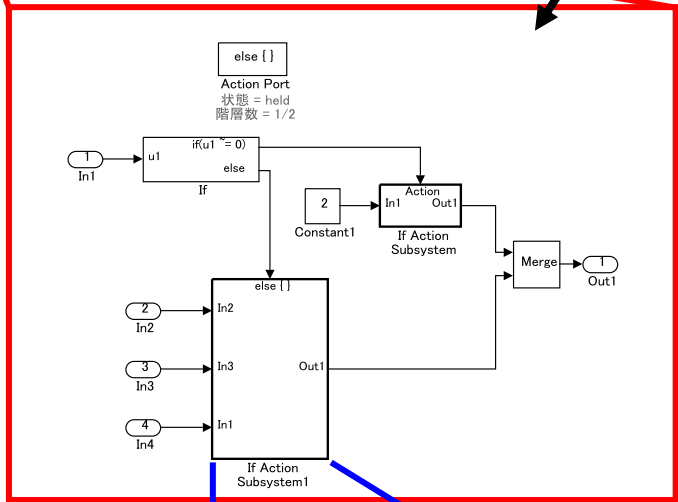 else { }
Action Port
状態 = held
階層数 = 1/2
1
In1
u1
if(u1 ~= 0)
else
If
2
Constant1
Action
In1
Out1
If Action
Subsystem
Merge
1
Out1
else { }
2
In2
In2
3
In3
In3
Out1
4
In4
In1
If Action
Subsystem1